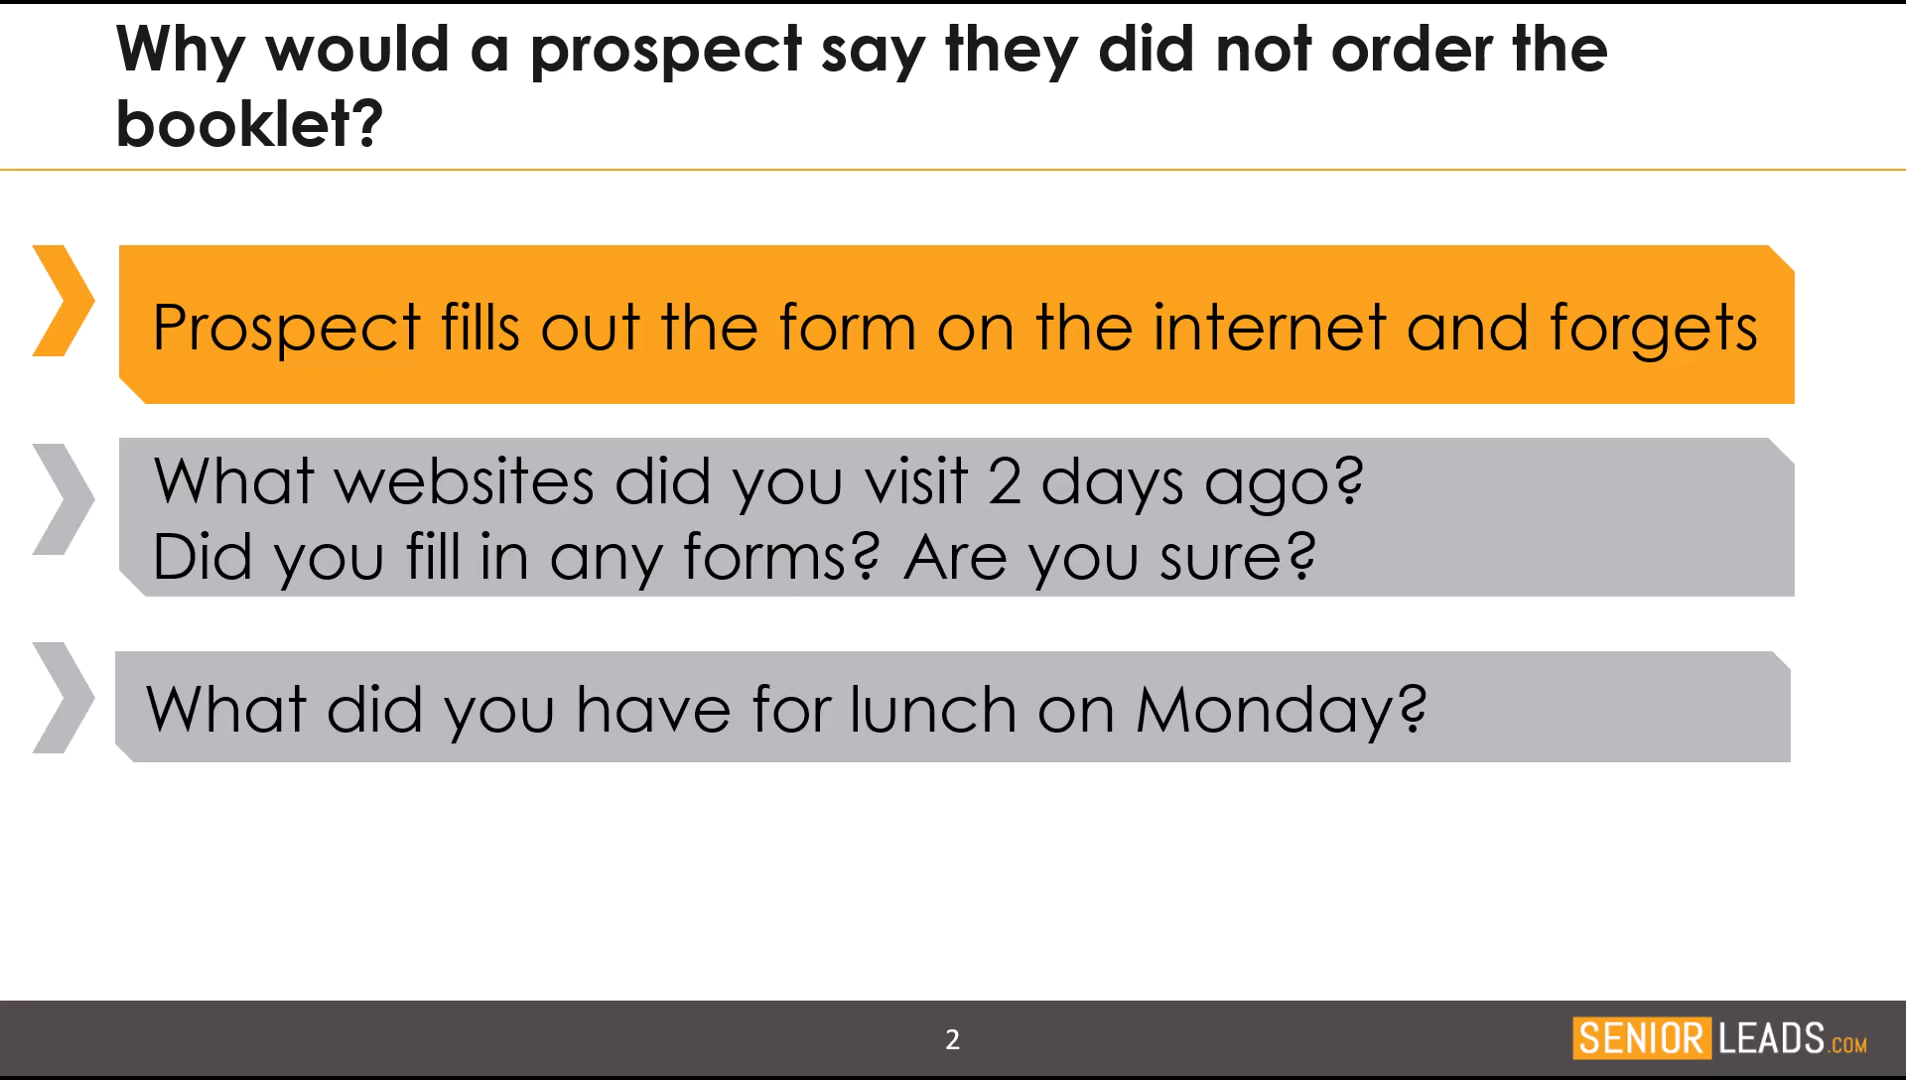 Why would a prospect say they did not order the
booklet?
Prospect fills out the form on the internet and forgets
What websites did you visit 2 days ago?
Did you fill in any forms? Are you sure?
What did you have for lunch on Monday?
2
SENIOR LEADS.COM